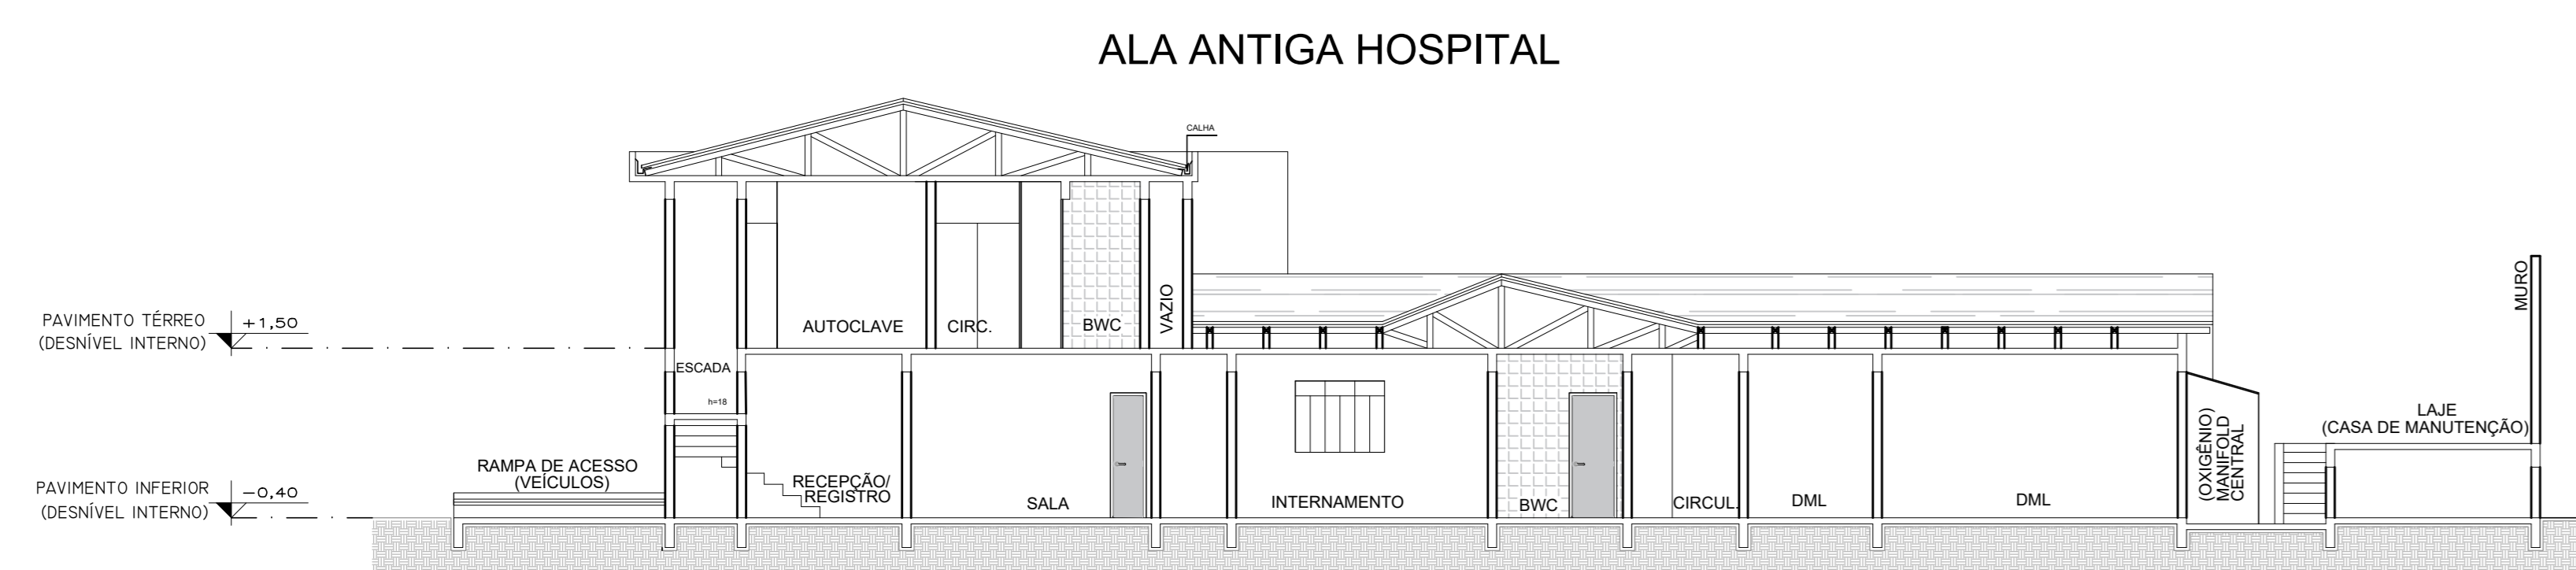 ALA ANTIGA HOSPITAL
CALHA
PAVIMENTO TÉRREO
(DESNÍVEL INTERNO)
+1,50
AUTOCLAVE
CIRC.
BWC
VAZIO
MURO
ESCADA
h=18
PAVIMENTO INFERIOR
(DESNÍVEL INTERNO)
−0,40
RAMPA DE ACESSO
(VEÍCULOS)
RECEPÇÃO/
REGISTRO
SALA
INTERNAMENTO
BWC
CIRCUL.
DML
DML
(OXIGÊNIO)
MANIFOLD
CENTRAL
LAJE
(CASA DE MANUTENÇÃO)